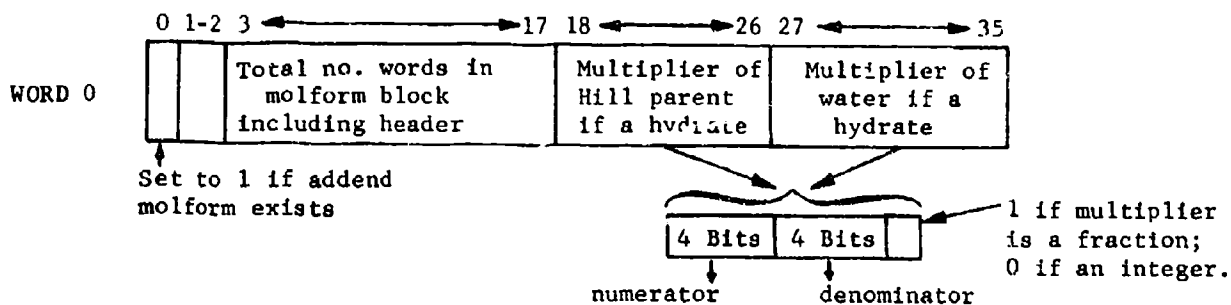 0 1-2 3 17 18 26 27 35
WORD 0
Total no. words in
molform block
including header
Multiplier of
Hill parent
if a hydrate
Multiplier of
water if a
hydrate
Set to 1 if addend
molform exists
4 Bits 4 Bits
1 if multiplier
is a fraction;
0 if an integer.
numerator denominator